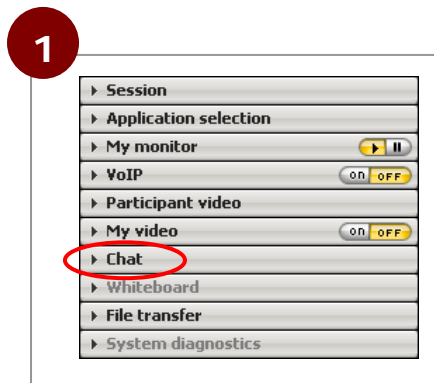 1
Session
Application selection
My monitor
VoIP on OFF
Participant video
My video on OFF
Chat
Whiteboard
File transfer
System diagnostics